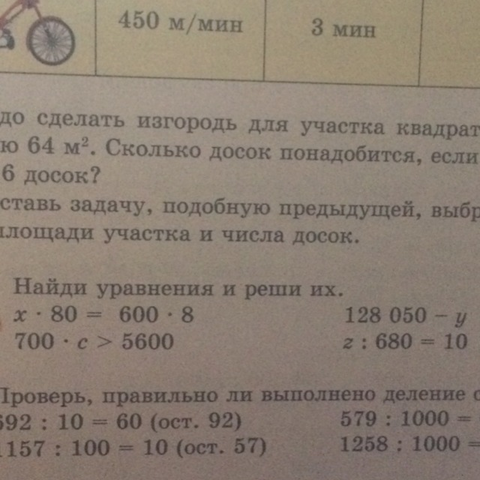 450 м/мин 3 мин
до сделать изгородь для участка квадрат
ю 64 м². Сколько досок понадобится, если
6 досок?
ставь задачу, подобную предыдущей, выбр
площади участка и числа досок.
Найди уравнения и реши их.
x · 80 = 600 · 8 128 050 − y
700 · c > 5600 z : 680 = 10
Проверь, правильно ли выполнено деление с
692 : 10 = 60 (ост. 92) 579 : 1000 =
1157 : 100 = 10 (ост. 57) 1258 : 1000 =